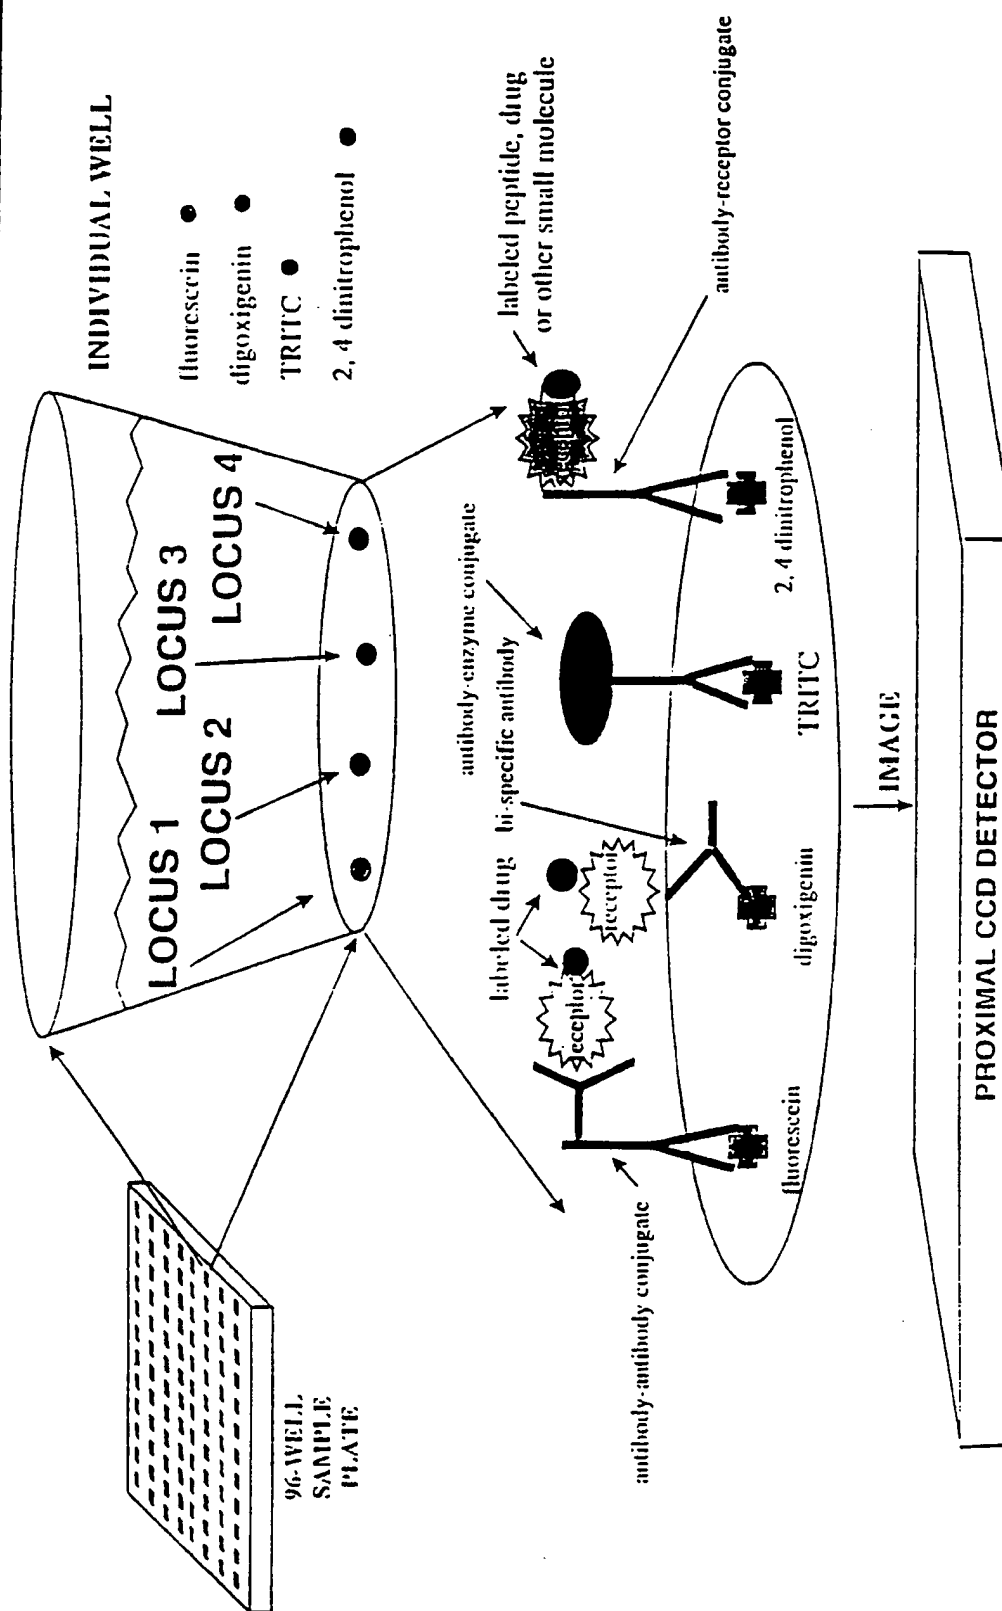 96-WELL
SAMPLE
PLATE
INDIVIDUAL WELL
LOCUS 1
LOCUS 2
LOCUS 3
LOCUS 4
fluorescein
digoxigenin
TRITC
2, 4 dinitrophenol
labeled drug
bi-specific antibody
antibody-enzyme conjugate
labeled peptide, drug
or other small molecule
antibody-receptor conjugate
antibody-antibody conjugate
receptor
receptor
fluorescein
digoxigenin
TRITC
2, 4 dinitrophenol
IMAGE
PROXIMAL CCD DETECTOR